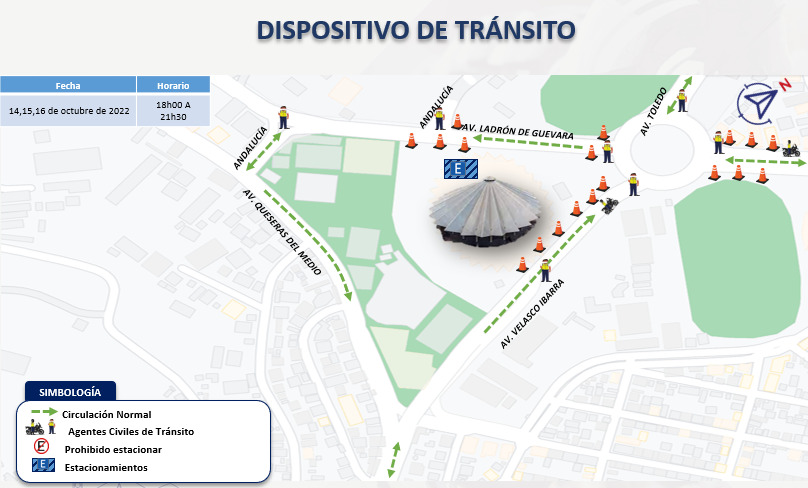 DISPOSITIVO DE TRÁNSITO
Fecha
Horario
14,15,16 de octubre de 2022
18h00 A
21h30
N
ANDALUCÍA
ANDALUCÍA
AV. LADRÓN DE GUEVARA
AV. TOLEDO
E
AV. QUESERAS DEL MEDIO
AV. VELASCO IBARRA
SIMBOLOGÍA
Circulación Normal
Agentes Civiles de Tránsito
E
Prohibido estacionar
E
Estacionamientos